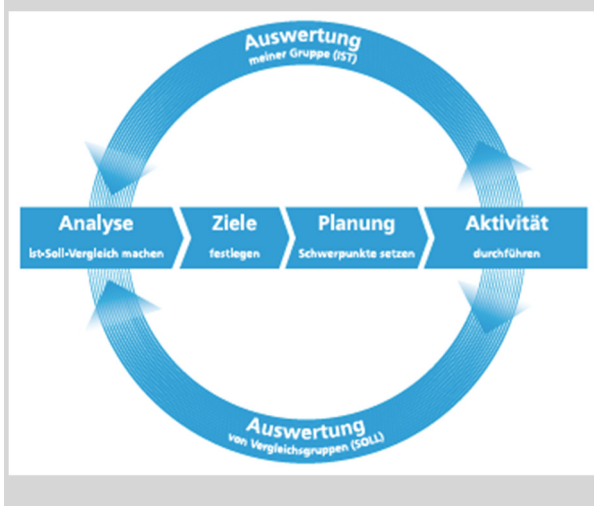 Auswertung
meiner Gruppe (IST)
Analyse
Ist-Soll-Vergleich machen
Ziele
festlegen
Planung
Schwerpunkte setzen
Aktivität
durchführen
Auswertung
von Vergleichsgruppen (SOLL)